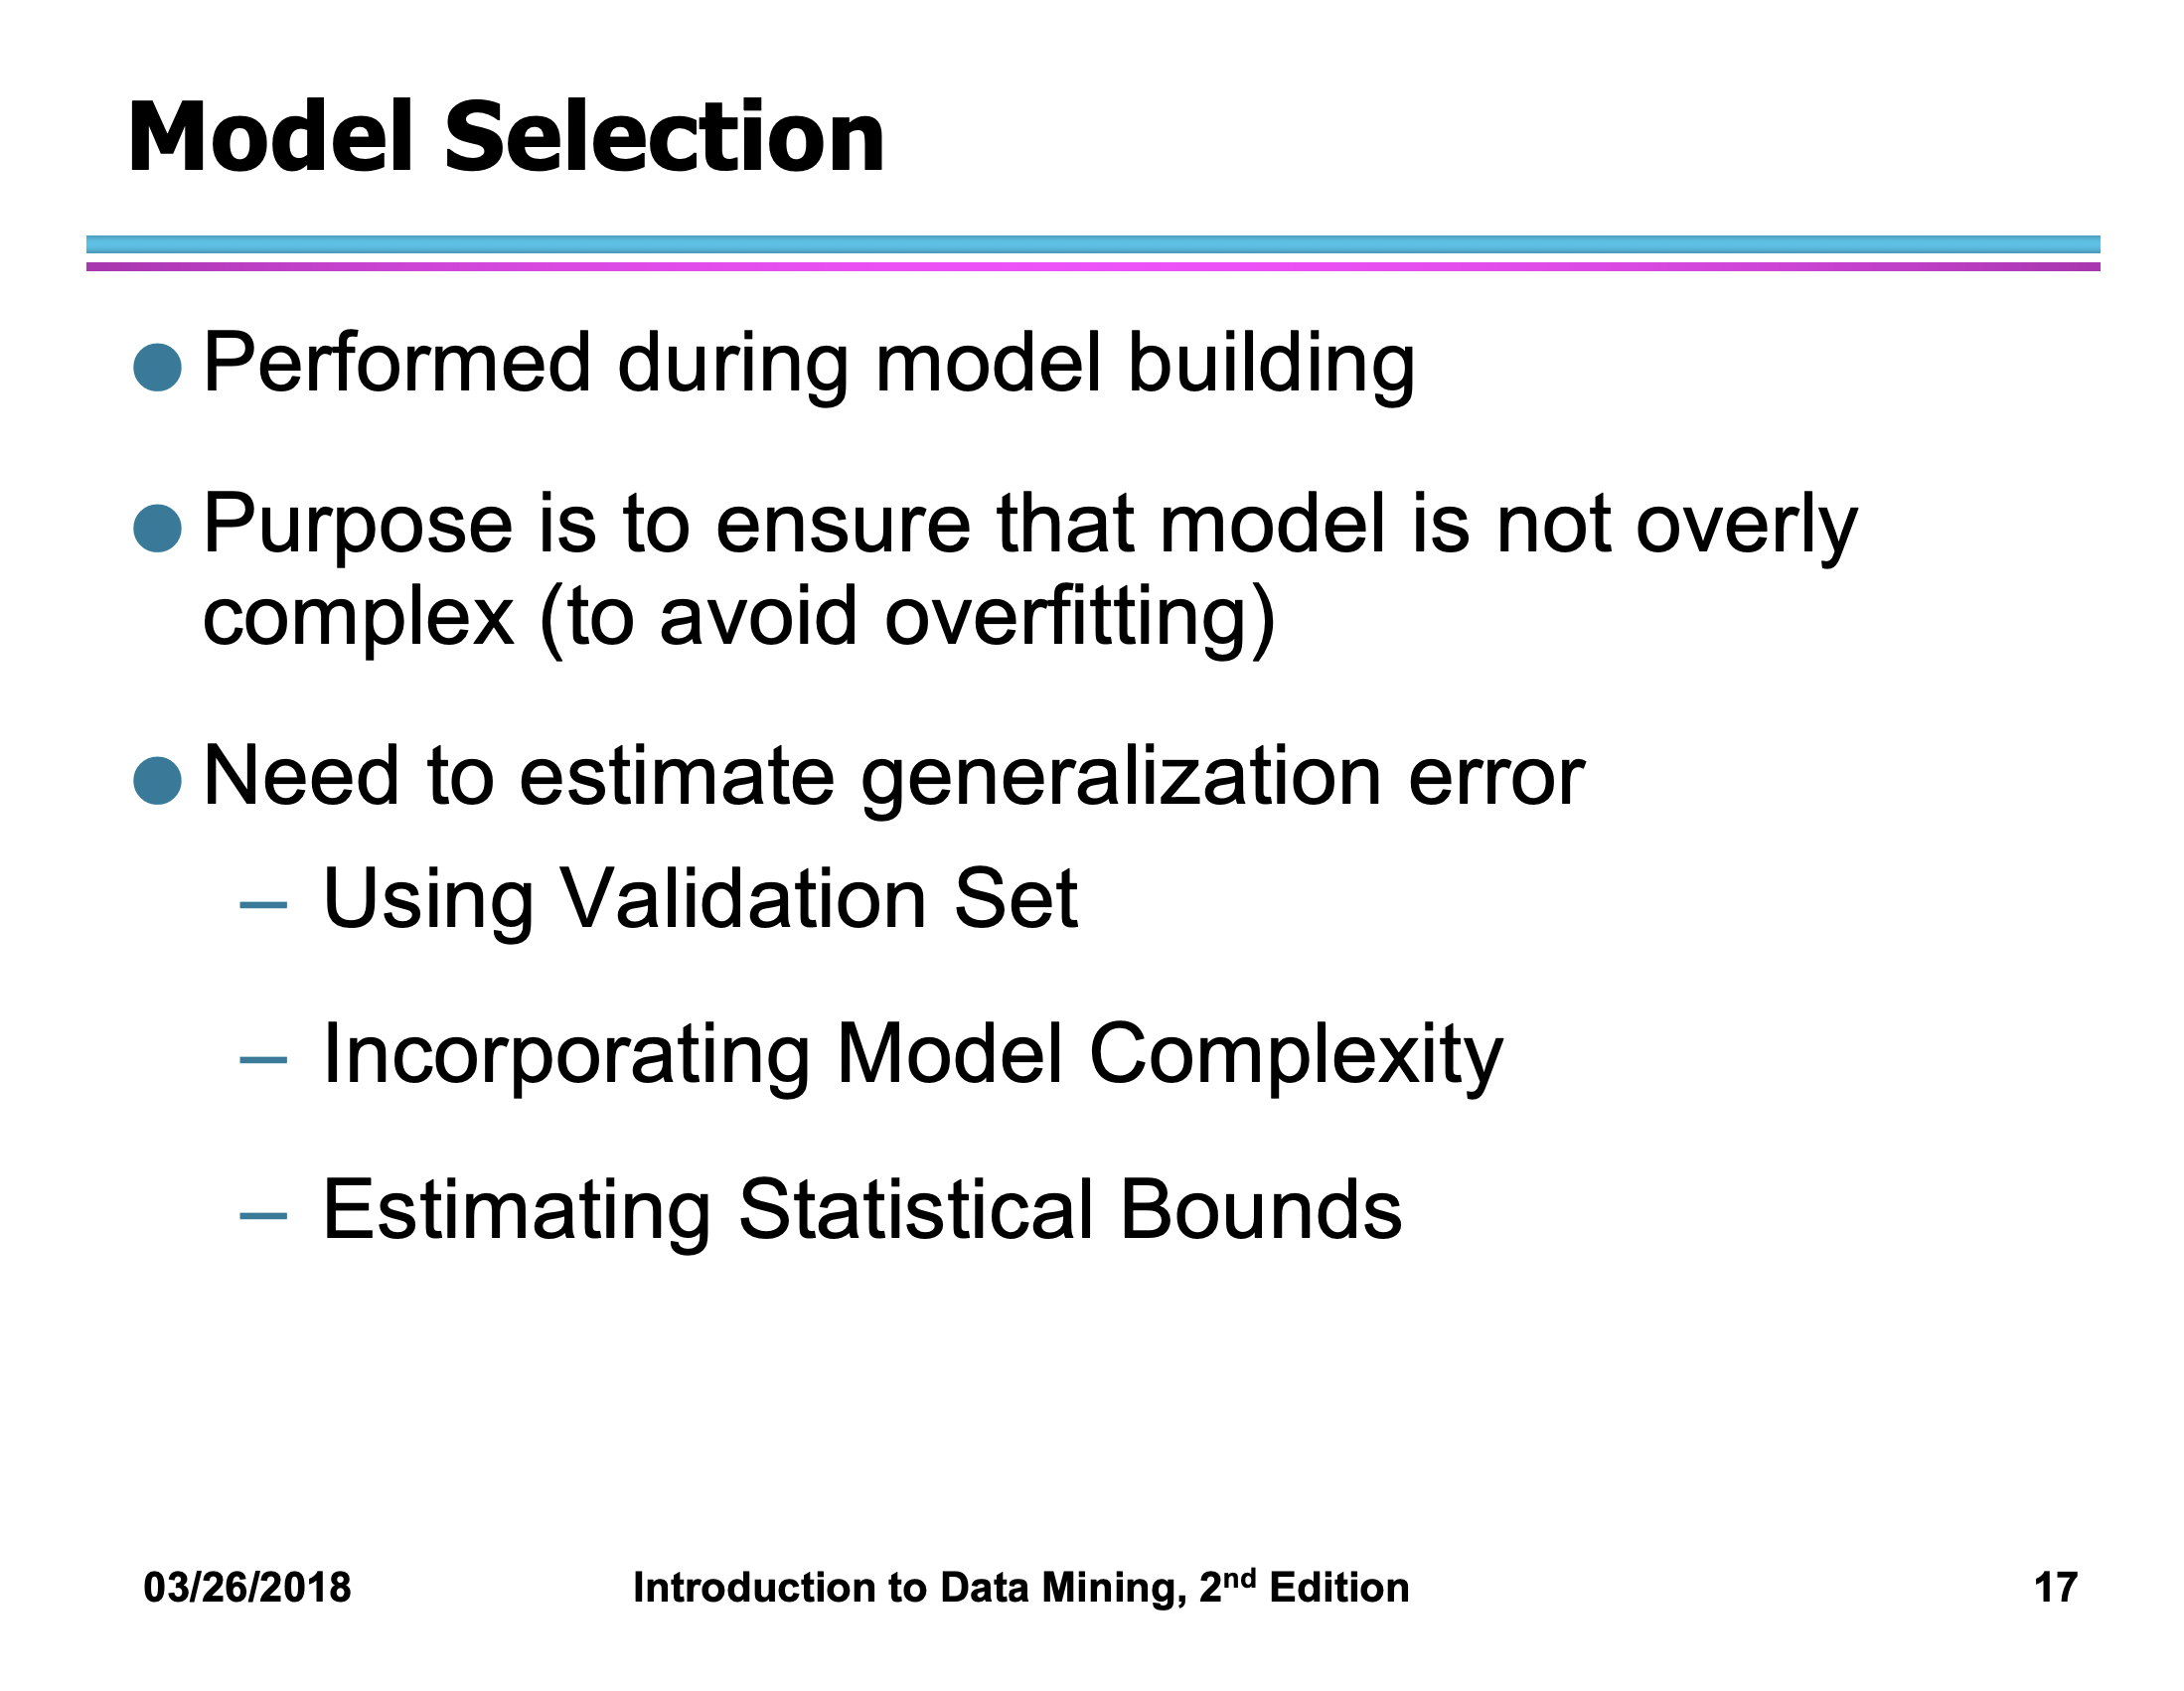 Model Selection
● Performed during model building
● Purpose is to ensure that model is not overly
complex (to avoid overfitting)
● Need to estimate generalization error
– Using Validation Set
– Incorporating Model Complexity
– Estimating Statistical Bounds
03/26/2018 Introduction to Data Mining, 2nd Edition 17